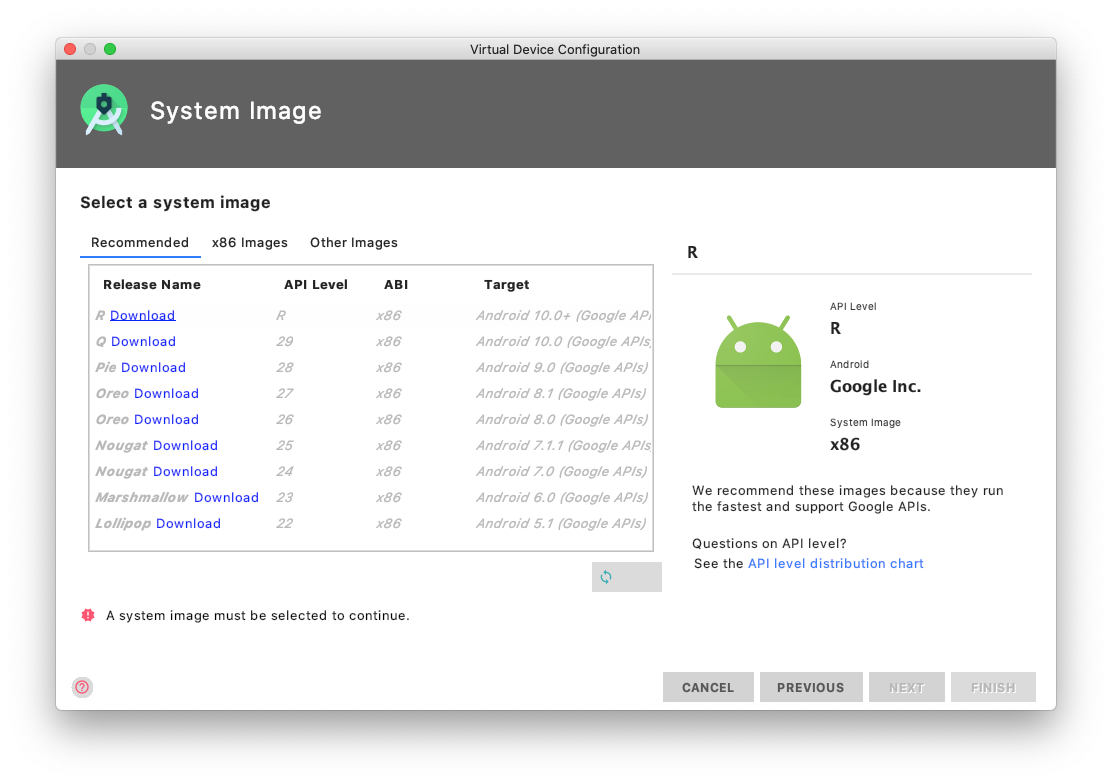 Virtual Device Configuration
System Image
Select a system image
Recommended x86 Images Other Images
Release Name API Level ABI Target
R Download R x86 Android 10.0+ (Google API
Q Download 29 x86 Android 10.0 (Google APIs)
Pie Download 28 x86 Android 9.0 (Google APIs)
Oreo Download 27 x86 Android 8.1 (Google APIs)
Oreo Download 26 x86 Android 8.0 (Google APIs)
Nougat Download 25 x86 Android 7.1.1 (Google APIs
Nougat Download 24 x86 Android 7.0 (Google APIs)
Marshmallow Download 23 x86 Android 6.0 (Google APIs)
Lollipop Download 22 x86 Android 5.1 (Google APIs)
A system image must be selected to continue.
R
API Level
R
Android
Google Inc.
System Image
x86
We recommend these images because they run
the fastest and support Google APIs.
Questions on API level?
See the API level distribution chart
?
CANCEL PREVIOUS NEXT FINISH